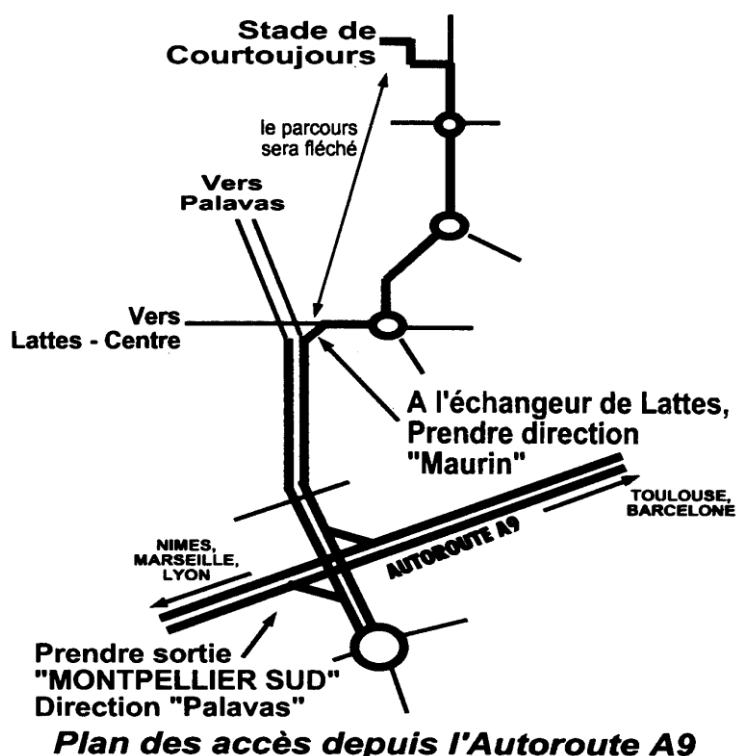 Stade de
Courtoujours
le parcours
sera fléché
Vers
Palavas
Vers
Lattes - Centre
A l'échangeur de Lattes,
Prendre direction
"Maurin"
TOULOUSE,
BARCELONE
AUTOROUTE A9
NIMES,
MARSEILLE,
LYON
Prendre sortie
"MONTPELLIER SUD"
Direction "Palavas"
Plan des accès depuis l'Autoroute A9